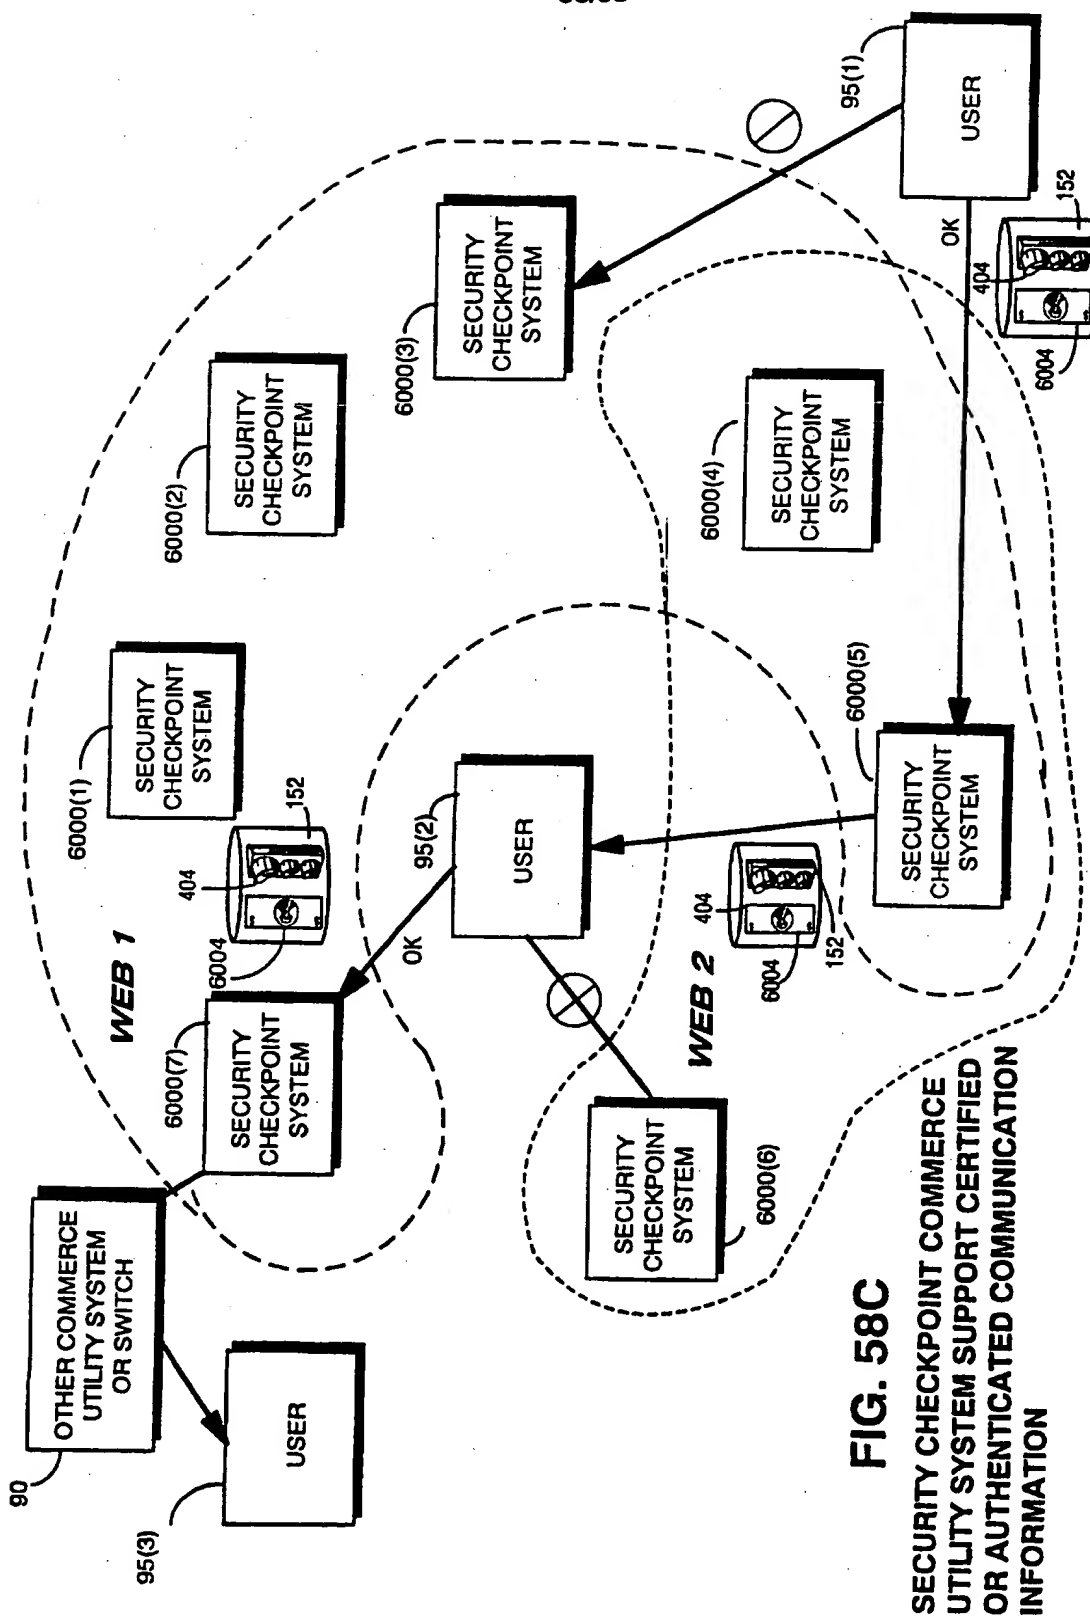 90
OTHER COMMERCE
UTILITY SYSTEM
OR SWITCH
95(3)
USER
6000(7)
SECURITY
CHECKPOINT
SYSTEM
WEB 1
6004
404
152
6000(1)
SECURITY
CHECKPOINT
SYSTEM
6000(2)
SECURITY
CHECKPOINT
SYSTEM
6000(3)
SECURITY
CHECKPOINT
SYSTEM
OK
95(2)
USER
6000(4)
SECURITY
CHECKPOINT
SYSTEM
95(1)
USER
SECURITY
CHECKPOINT
SYSTEM
6000(6)
WEB 2
404
6004
152
6000(5)
SECURITY
CHECKPOINT
SYSTEM
OK
404
152
6004
FIG. 58C
SECURITY CHECKPOINT COMMERCE
UTILITY SYSTEM SUPPORT CERTIFIED
OR AUTHENTICATED COMMUNICATION
INFORMATION